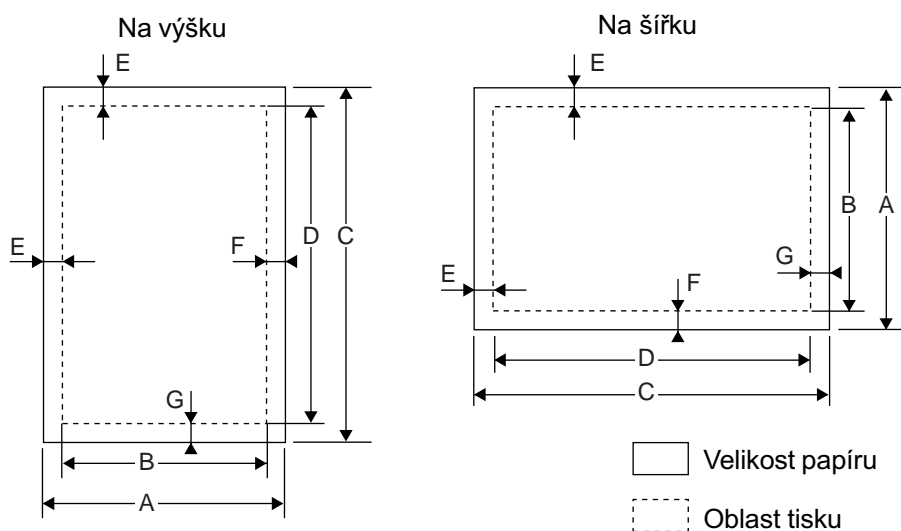 Na výšku
E
E
F
D
C
G
B
A
Na šířku
E
B
A
G
E
F
D
C
Velikost papíru
Oblast tisku